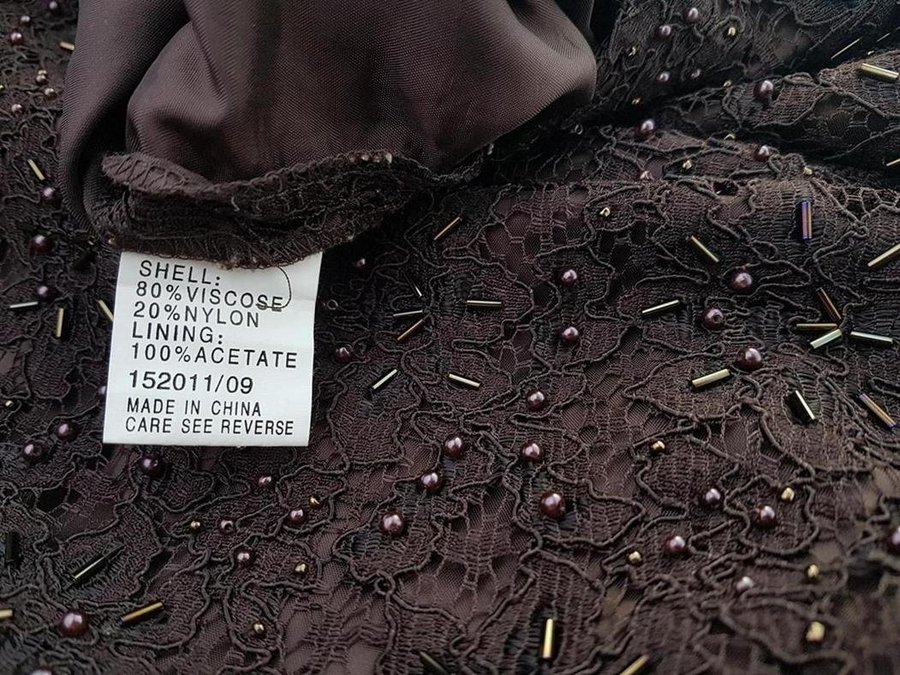 SHELL:
80%VISCOSE
20%NYLON
LINING:
100%ACETATE
152011/09
MADE IN CHINA
CARE SEE REVERSE